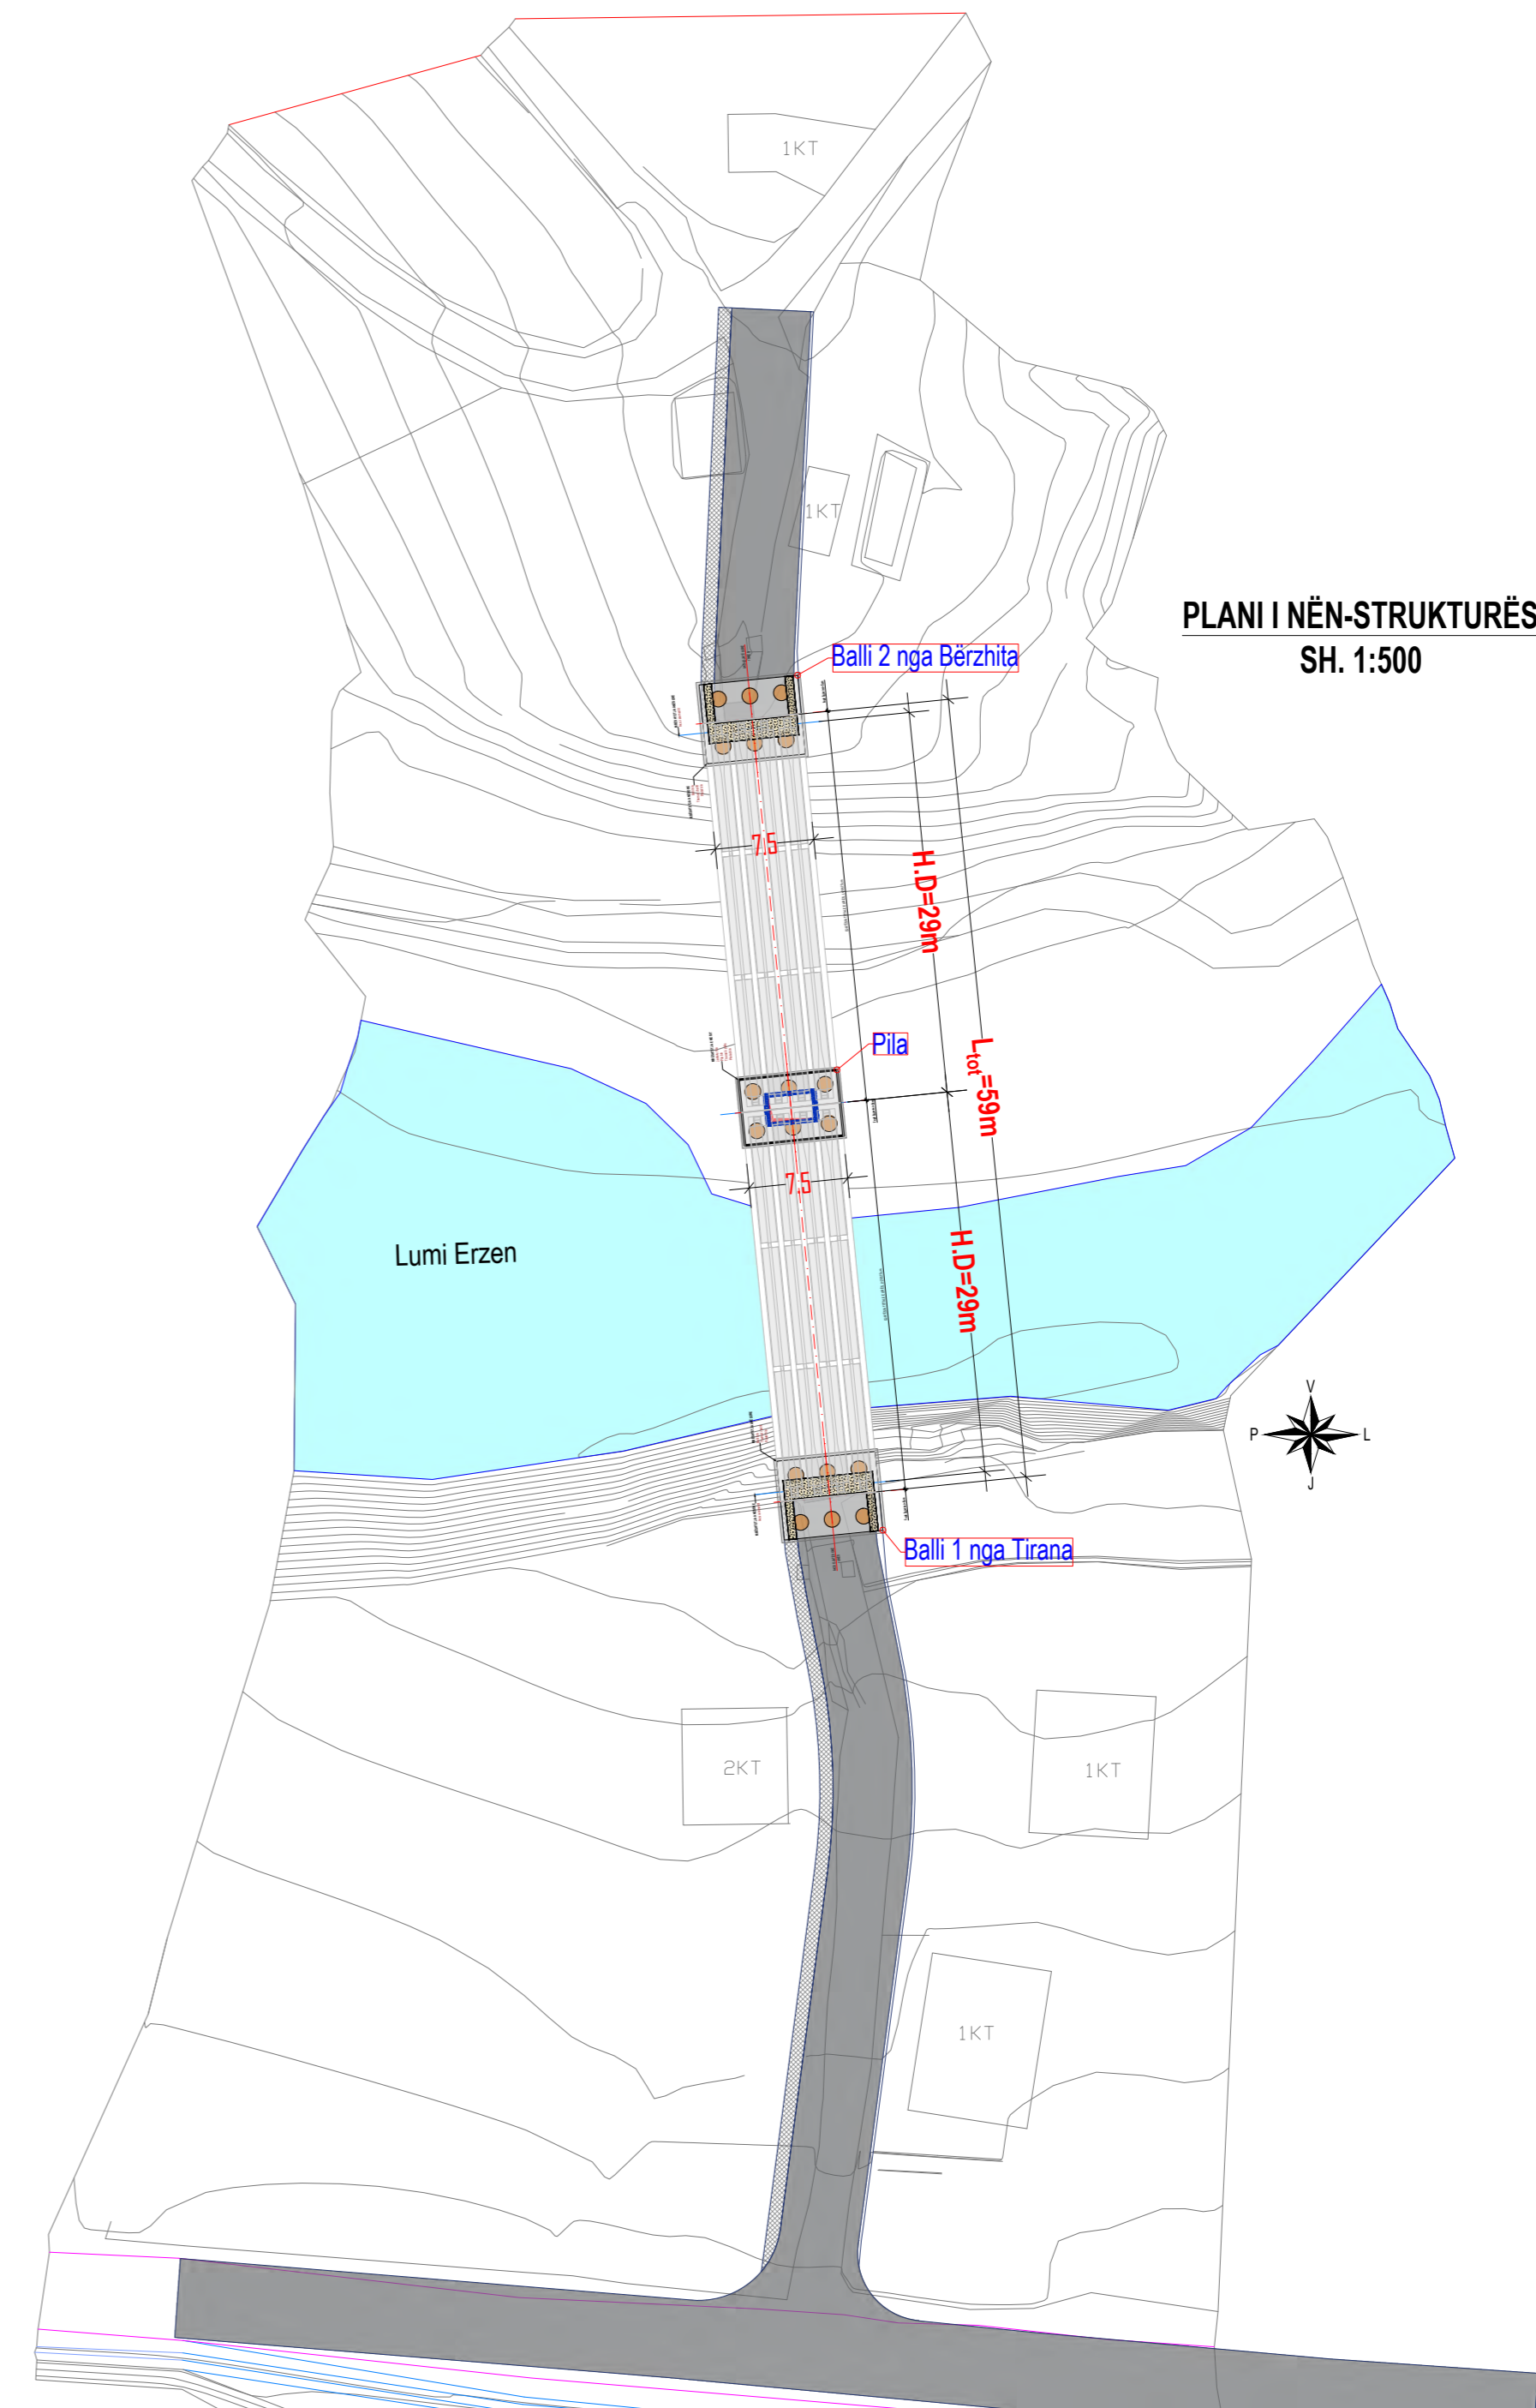 1KT
1KT
PLANI I NËN-STRUKTURËS
SH. 1:500
Balli 2 nga Bërzhita
7.5
H.D=29m
Pila
Ltot=59m
7.5
H.D=29m
Lumi Erzen
V
P
L
J
Balli 1 nga Tirana
2KT
1KT
1KT